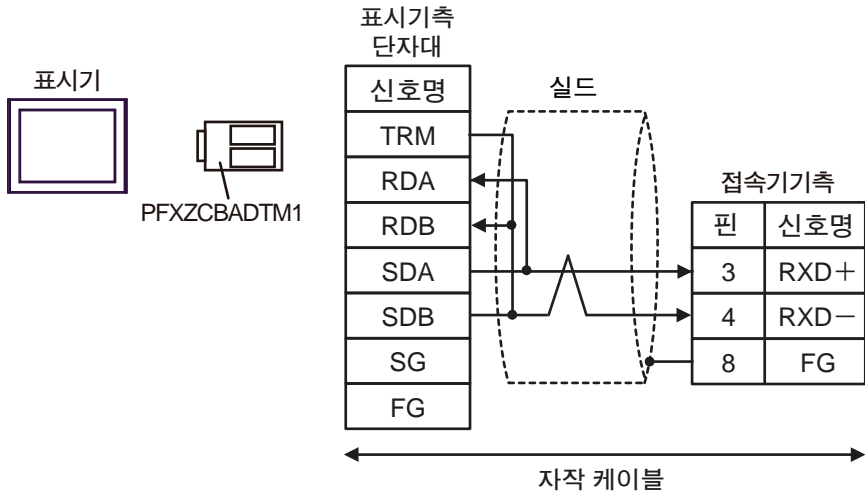 표시기
PFXZCBADTM1
표시기측
단자대
신호명
TRM
RDA
RDB
SDA
SDB
SG
FG
실드
접속기기측
핀 신호명
3 RXD+
4 RXD-
8 FG
자작 케이블